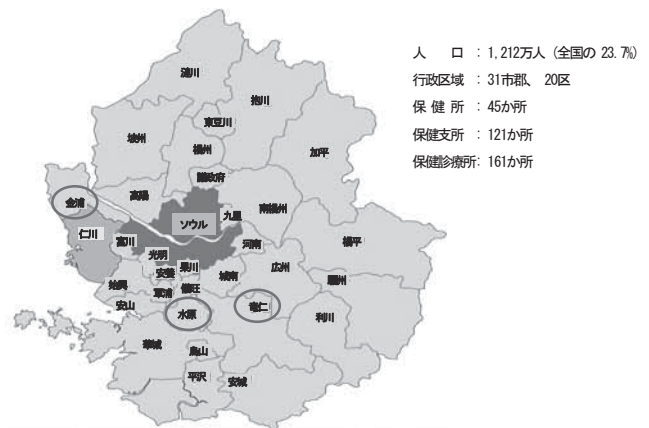 人 口 : 1,212万人 (全国の 23.7%)
行政区域 : 31市郡、 20区
保 健 所 : 45か所
保健支所 : 121か所
保健診療所: 161か所
漣川
抱川
東豆川
坡州
楊州
加平
議政府
高陽
金浦
南楊州
九里
ソウル
仁川
富川
河南
楊平
光明
果川
広州
安養
城南
驪州
始興
軍浦
儀旺
安山
水原
竜仁
利川
華城
烏山
平沢
安城